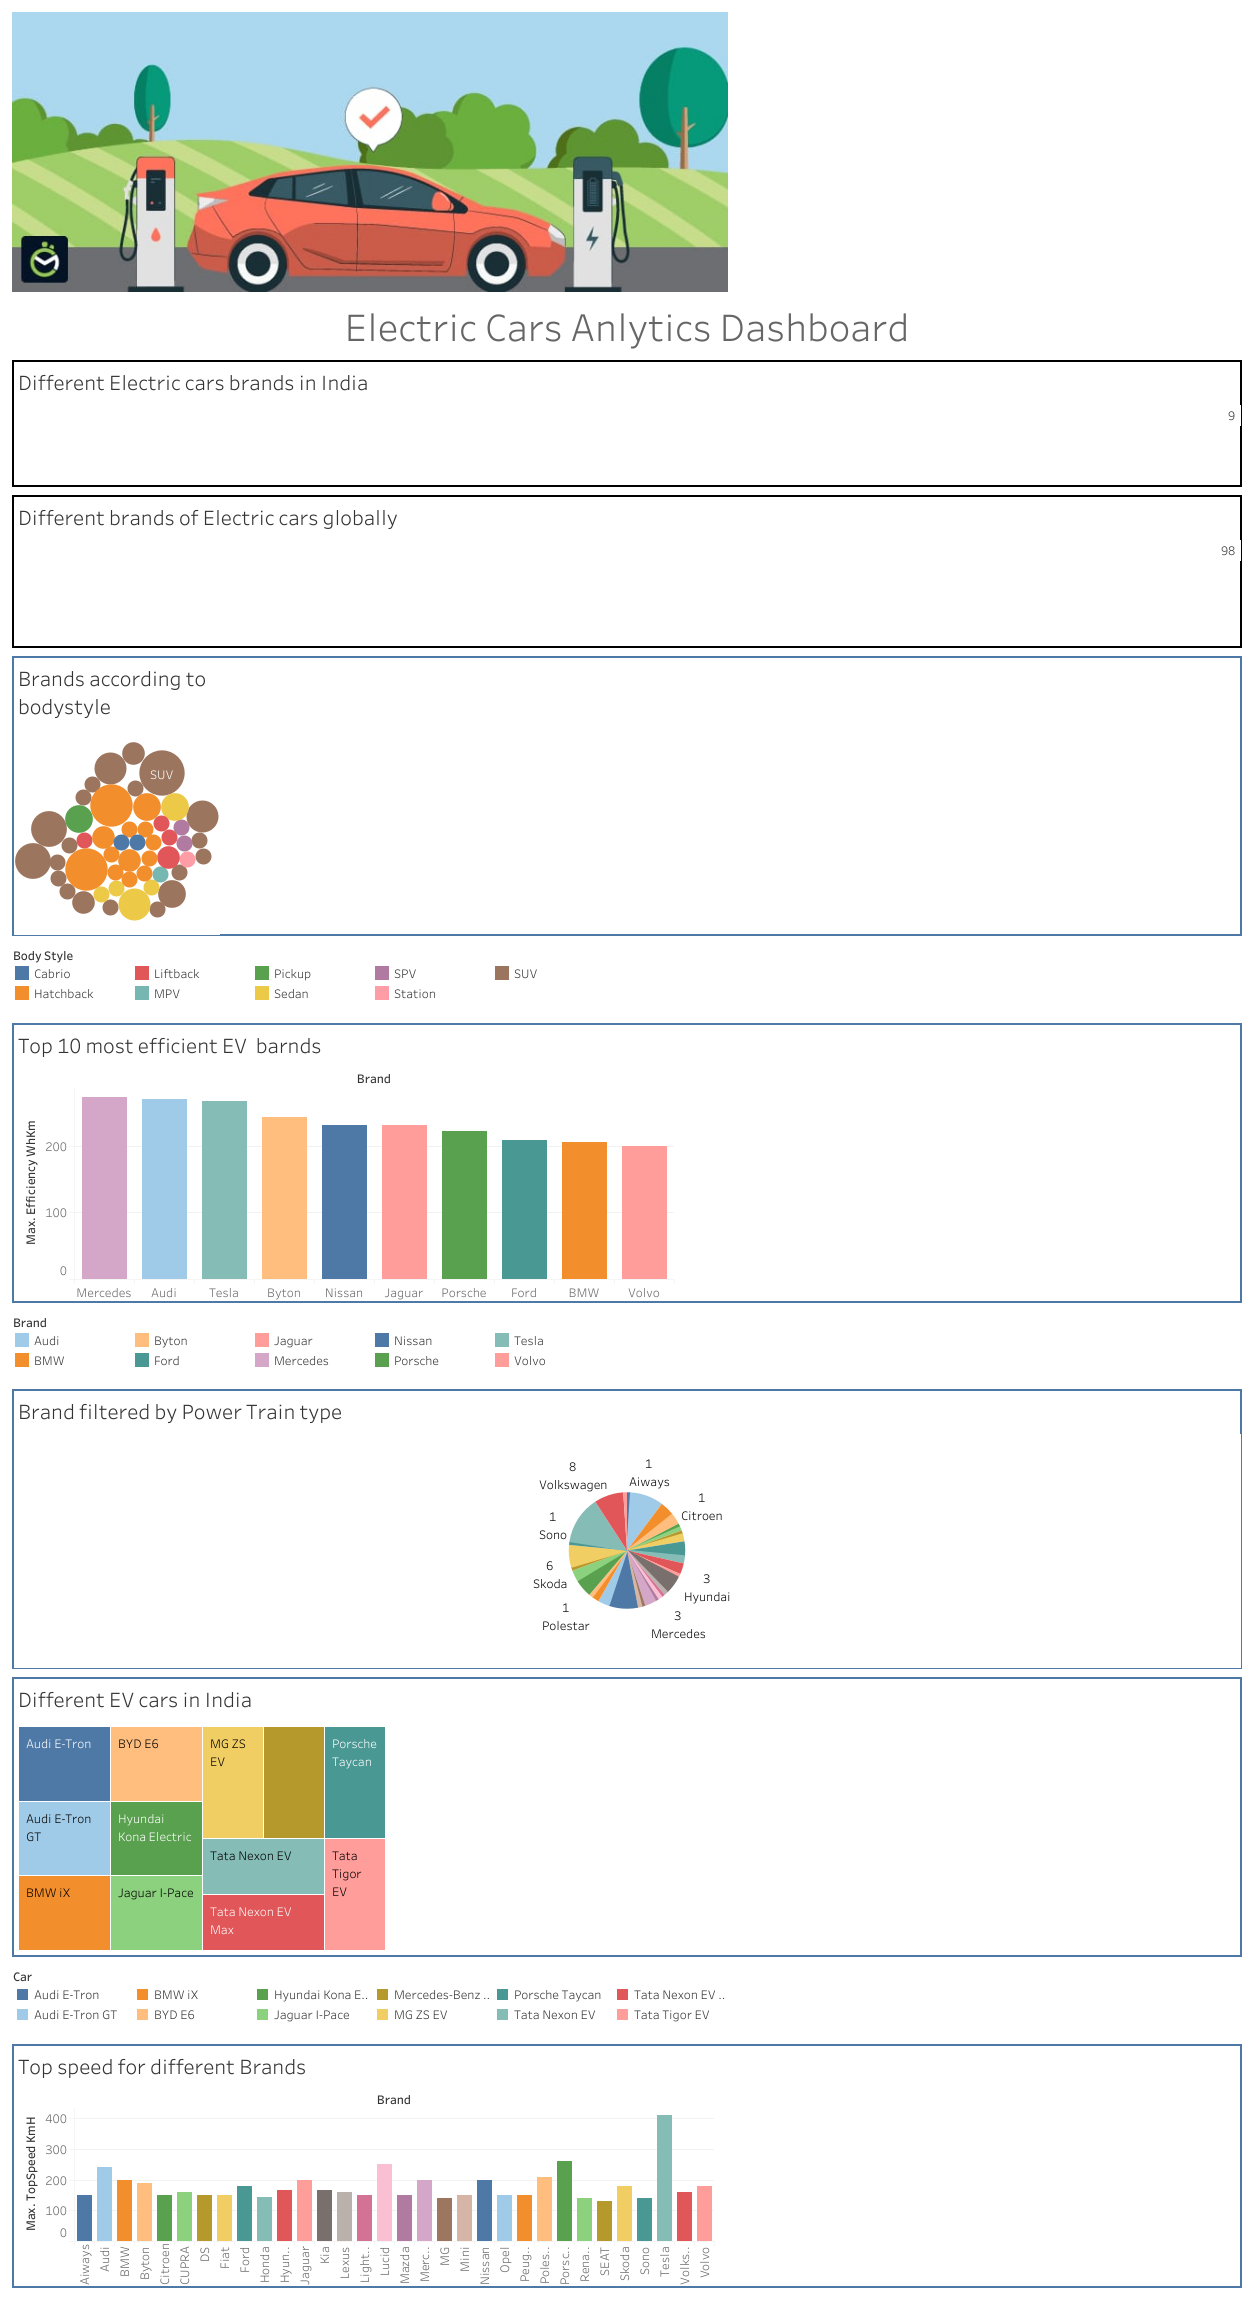 Electric Cars Anlytics Dashboard
Different Electric cars brands in India
9
Different brands of Electric cars globally
98
Brands according to
bodystyle
SUV
Body Style
Cabrio
Liftback
Pickup
SPV
SUV
Hatchback
MPV
Sedan
Station
Top 10 most efficient EV  barnds
Brand
Max. Efficiency WhKm
200
100
0
Mercedes
Audi
Tesla
Byton
Nissan
Jaguar
Porsche
Ford
BMW
Volvo
Brand
Audi
Byton
Jaguar
Nissan
Tesla
BMW
Ford
Mercedes
Porsche
Volvo
Brand filtered by Power Train type
8
Volkswagen
1
Aiways
1
Citroen
1
Sono
6
Skoda
3
Hyundai
1
Polestar
3
Mercedes
Different EV cars in India
Audi E-Tron
BYD E6
MG ZS
EV
Porsche
Taycan
Audi E-Tron
GT
Hyundai
Kona Electric
Tata Nexon EV
Tata
Tigor
EV
BMW iX
Jaguar I-Pace
Tata Nexon EV
Max
Car
Audi E-Tron
BMW iX
Hyundai Kona E..
Mercedes-Benz ..
Porsche Taycan
Tata Nexon EV ..
Audi E-Tron GT
BYD E6
Jaguar I-Pace
MG ZS EV
Tata Nexon EV
Tata Tigor EV
Top speed for different Brands
Brand
Max. TopSpeed KmH
400
300
200
100
0
Aiways
Audi
BMW
Byton
Citroen
CUPRA
DS
Fiat
Ford
Honda
Hyun..
Jaguar
Kia
Lexus
Light..
Lucid
Mazda
Merc..
MG
Mini
Nissan
Opel
Peug..
Poles..
Porsc..
Rena..
SEAT
Skoda
Sono
Tesla
Volks..
Volvo